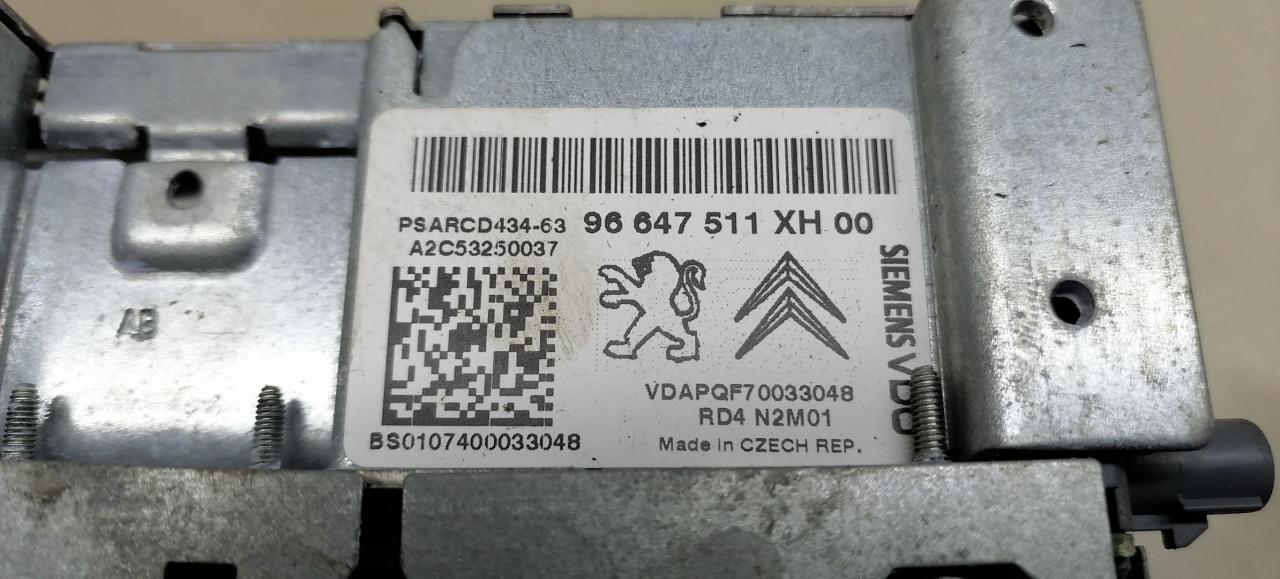 PSARCD434-63 96 647 511 XH 00
A2C53250037
SIEMENS VDO
VDAPQF70033048
RD4 N2M01
BS0107400033048
Made in CZECH REP.
AB